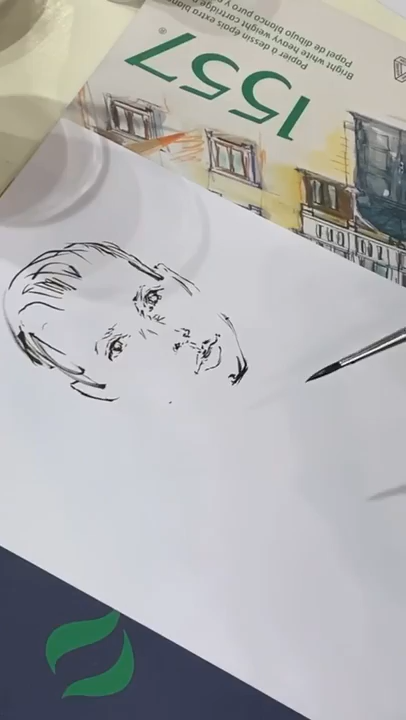 1557®
Papier à dessin épais extra blanc
Bright white heavy weight cartridge
Papel de dibujo blanco puro y